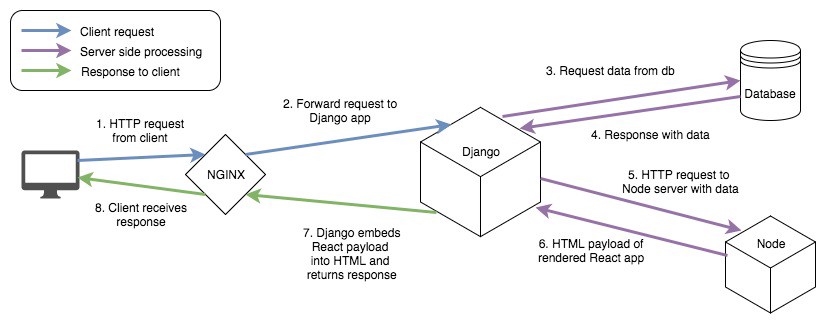 Client request
Server side processing
Response to client
1. HTTP request
from client
NGINX
2. Forward request to
Django app
Django
3. Request data from db
Database
4. Response with data
5. HTTP request to
Node server with data
Node
6. HTML payload of
rendered React app
7. Django embeds
React payload
into HTML and
returns response
8. Client receives
response